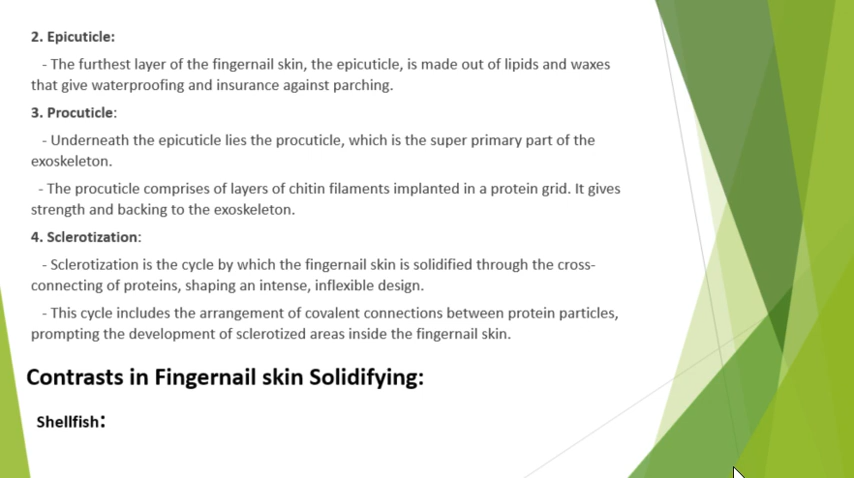 2. Epicuticle:
- The furthest layer of the fingernail skin, the epicuticle, is made out of lipids and waxes
that give waterproofing and insurance against parching.
3. Procuticle:
- Underneath the epicuticle lies the procuticle, which is the super primary part of the
exoskeleton.
- The procuticle comprises of layers of chitin filaments implanted in a protein grid. It gives
strength and backing to the exoskeleton.
4. Sclerotization:
- Sclerotization is the cycle by which the fingernail skin is solidified through the cross-
connecting of proteins, shaping an intense, inflexible design.
- This cycle includes the arrangement of covalent connections between protein particles,
prompting the development of sclerotized areas inside the fingernail skin.
Contrasts in Fingernail skin Solidifying:
Shellfish: